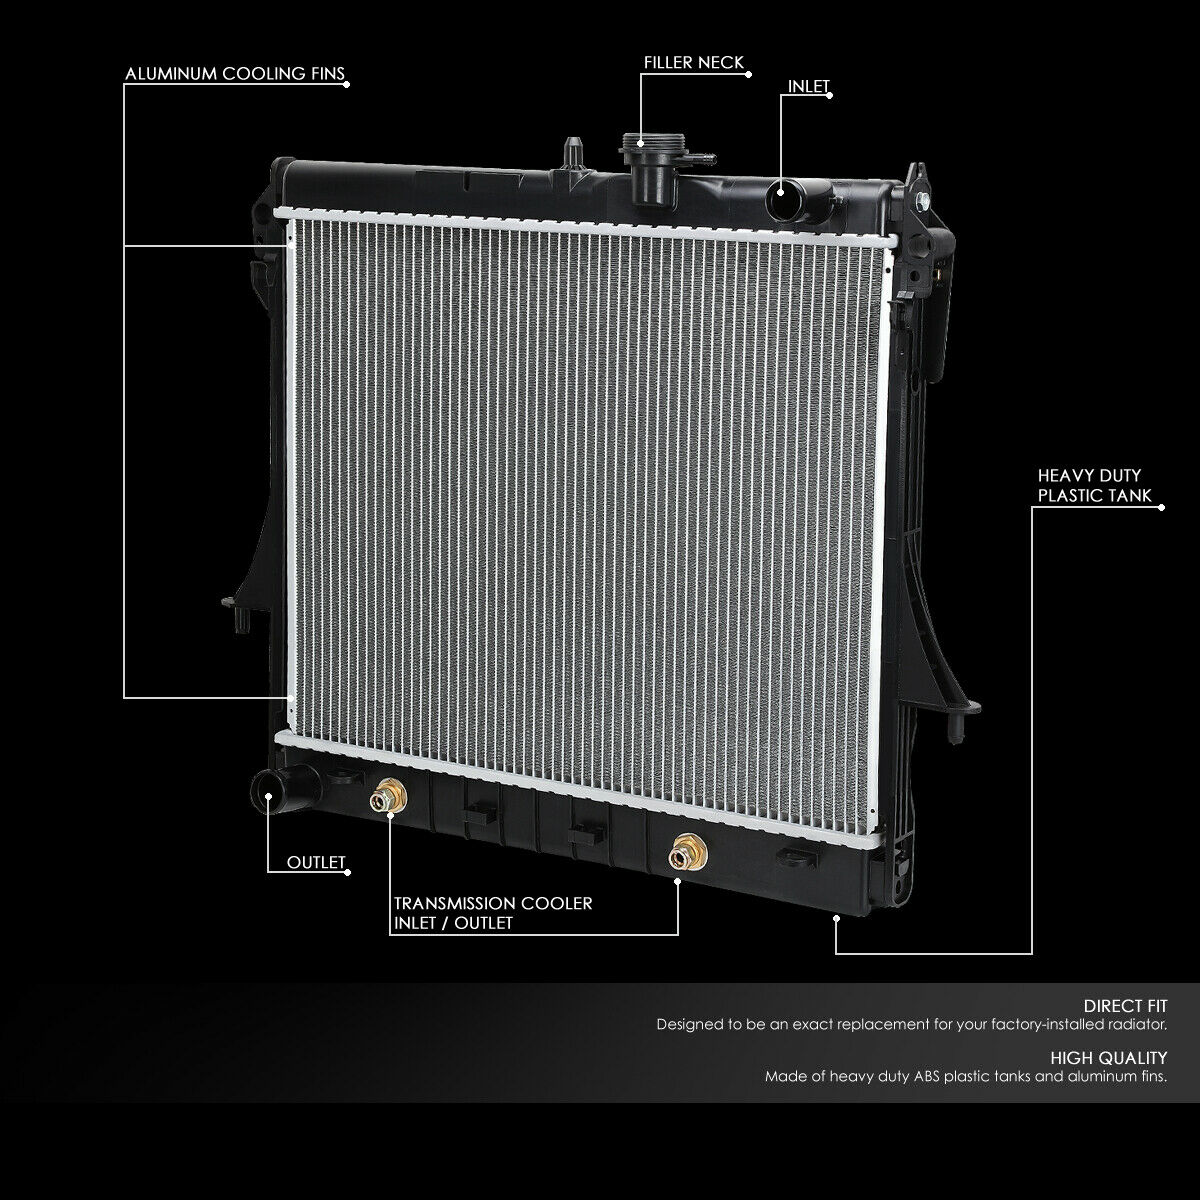 FILLER NECK
ALUMINUM COOLING FINS
INLET
HEAVY DUTY
PLASTIC TANK
OUTLET
TRANSMISSION COOLER
INLET / OUTLET
DIRECT FIT
Designed to be an exact replacement for your factory-installed radiator.
HIGH QUALITY
Made of heavy duty ABS plastic tanks and aluminum fins.